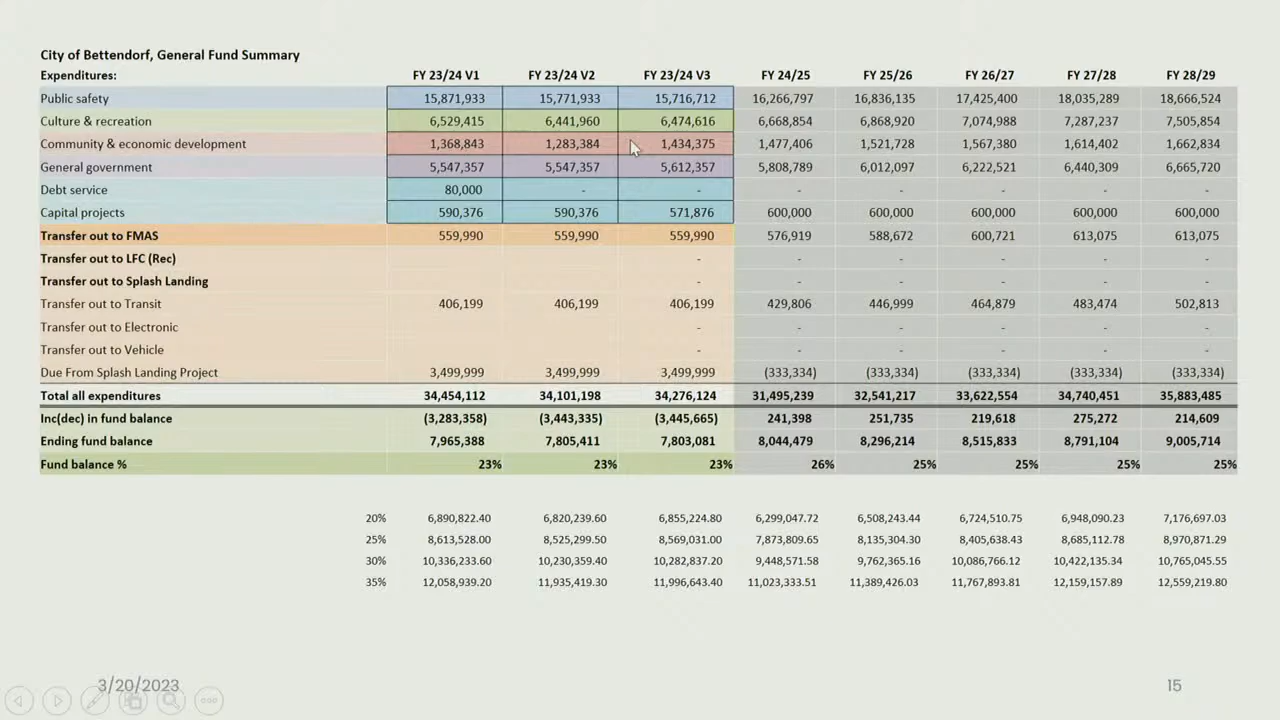 City of Bettendorf, General Fund Summary
Expenditures: FY 23/24 V1 FY 23/24 V2 FY 23/24 V3 FY 24/25 FY 25/26 FY 26/27 FY 27/28 FY 28/29
Public safety 15,871,933 15,771,933 15,716,712 16,266,797 16,836,135 17,425,400 18,035,289 18,666,524
Culture & recreation 6,529,415 6,441,960 6,474,616 6,668,854 6,868,920 7,074,988 7,287,237 7,505,854
Community & economic development 1,368,843 1,283,384 1,434,375 1,477,406 1,521,728 1,567,380 1,614,402 1,662,834
General government 5,547,357 5,547,357 5,612,357 5,808,789 6,012,097 6,222,521 6,440,309 6,665,720
Debt service 80,000 - - - - - - -
Capital projects 590,376 590,376 571,876 600,000 600,000 600,000 600,000 600,000
Transfer out to FMAS 559,990 559,990 559,990 576,919 588,672 600,721 613,075 613,075
Transfer out to LFC (Rec) - - - - - -
Transfer out to Splash Landing - - - - - -
Transfer out to Transit 406,199 406,199 406,199 429,806 446,999 464,879 483,474 502,813
Transfer out to Electronic - - - - - -
Transfer out to Vehicle - - - - - -
Due From Splash Landing Project 3,499,999 3,499,999 3,499,999 (333,334) (333,334) (333,334) (333,334) (333,334)
Total all expenditures 34,454,112 34,101,198 34,276,124 31,495,239 32,541,217 33,622,554 34,740,451 35,883,485
Inc(dec) in fund balance (3,283,358) (3,443,335) (3,445,665) 241,398 251,735 219,618 275,272 214,609
Ending fund balance 7,965,388 7,805,411 7,803,081 8,044,479 8,296,214 8,515,833 8,791,104 9,005,714
Fund balance % 23% 23% 23% 26% 25% 25% 25% 25%
20% 6,890,822.40 6,820,239.60 6,855,224.80 6,299,047.72 6,508,243.44 6,724,510.75 6,948,090.23 7,176,697.03
25% 8,613,528.00 8,525,299.50 8,569,031.00 7,873,809.65 8,135,304.30 8,405,638.43 8,685,112.78 8,970,871.29
30% 10,336,233.60 10,230,359.40 10,282,837.20 9,448,571.58 9,762,365.16 10,086,766.12 10,422,135.34 10,765,045.55
35% 12,058,939.20 11,935,419.30 11,996,643.40 11,023,333.51 11,389,426.03 11,767,893.81 12,159,157.89 12,559,219.80
3/20/2023 15